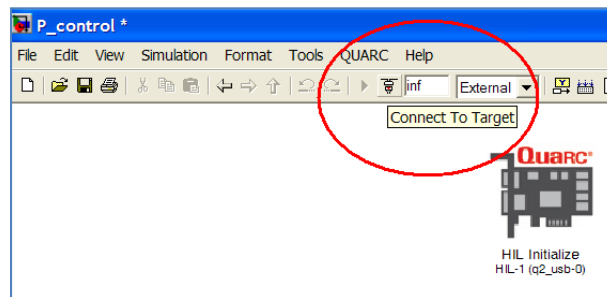 P_control *
File Edit View Simulation Format Tools QUARC Help
inf External
Connect To Target
QUARC
HIL Initialize
HIL-1 (q2_usb-0)